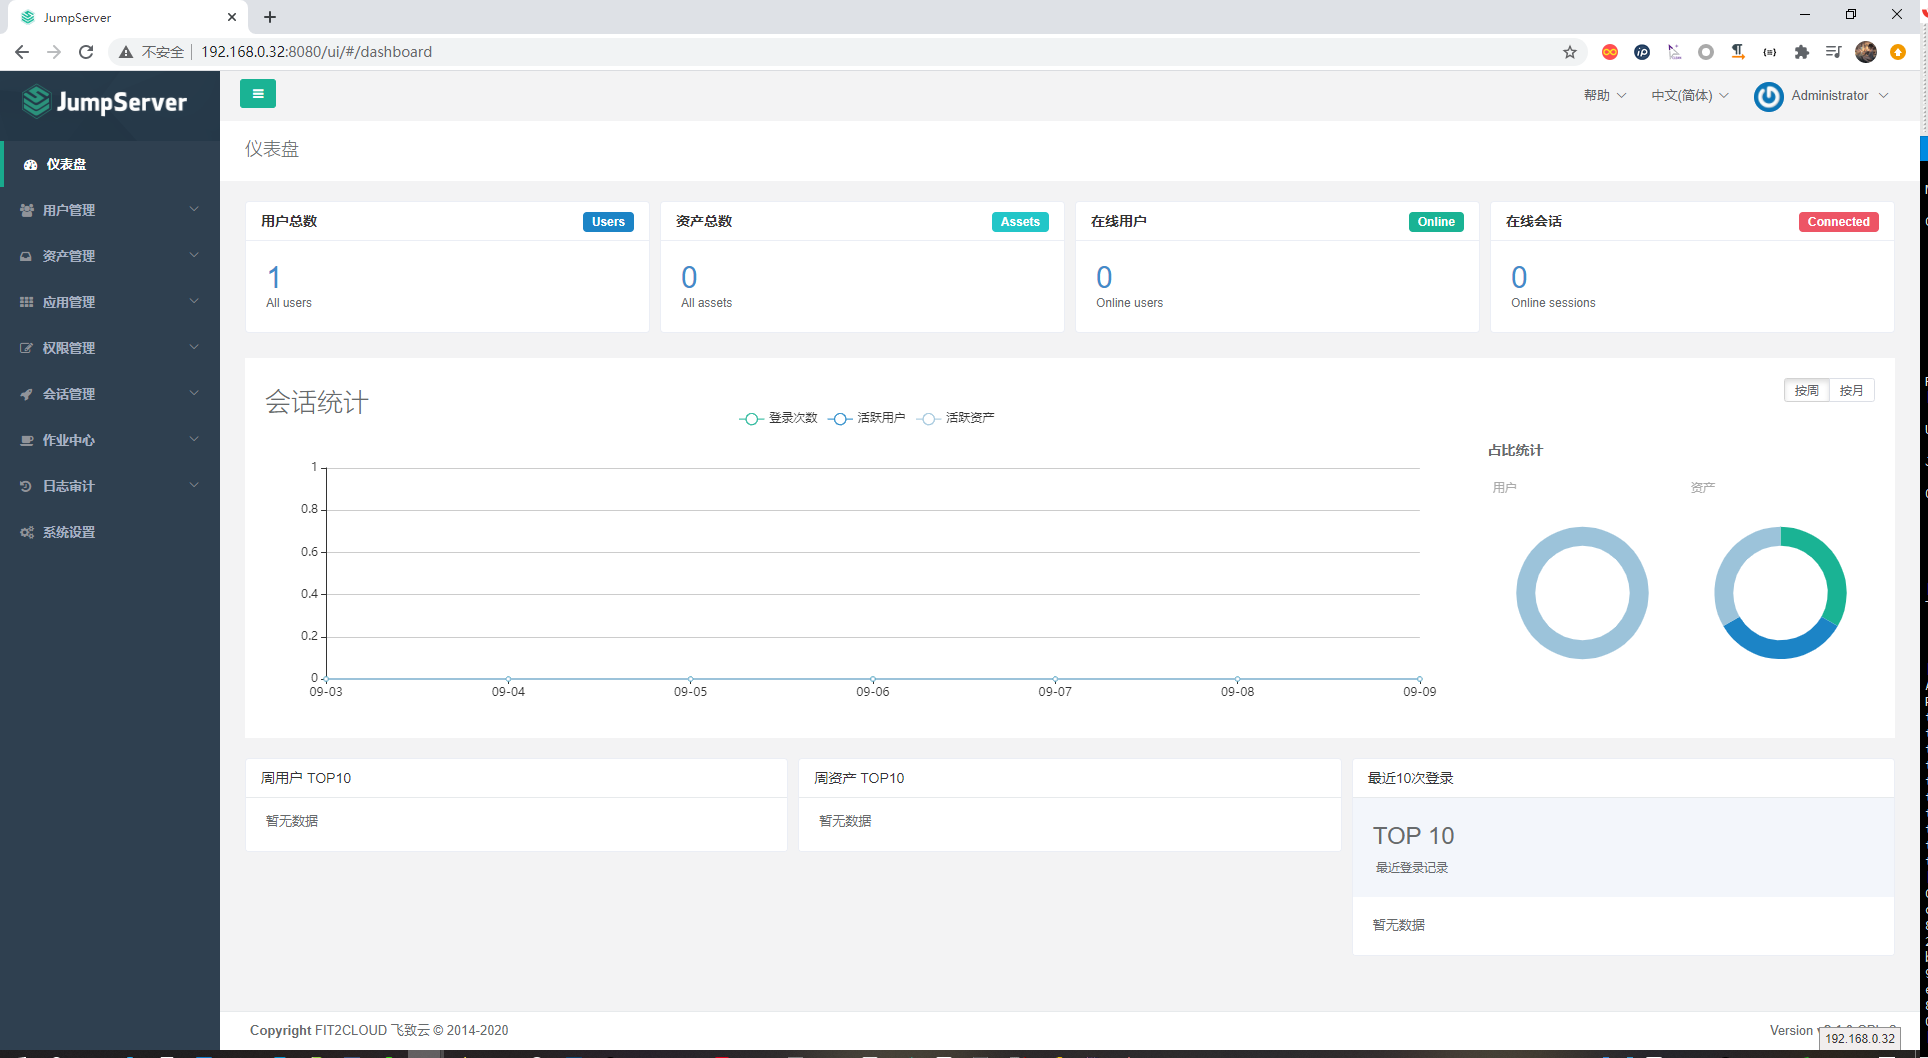 JumpServer
不安全 192.168.0.32:8080/ui/#/dashboard
JumpServer
帮助 中文(简体) Administrator
仪表盘
用户管理
资产管理
应用管理
权限管理
会话管理
作业中心
日志审计
系统设置
仪表盘
用户总数 Users
1
All users
资产总数 Assets
0
All assets
在线用户 Online
0
Online users
在线会话 Connected
0
Online sessions
会话统计
按周 按月
登录次数 活跃用户 活跃资产
1
0.8
0.6
0.4
0.2
0
09-03 09-04 09-05 09-06 09-07 09-08 09-09
占比统计
用户 资产
周用户 TOP10
暂无数据
周资产 TOP10
暂无数据
最近10次登录
TOP 10
最近登录记录
暂无数据
Copyright FIT2CLOUD 飞致云 © 2014-2020
Version
192.168.0.32